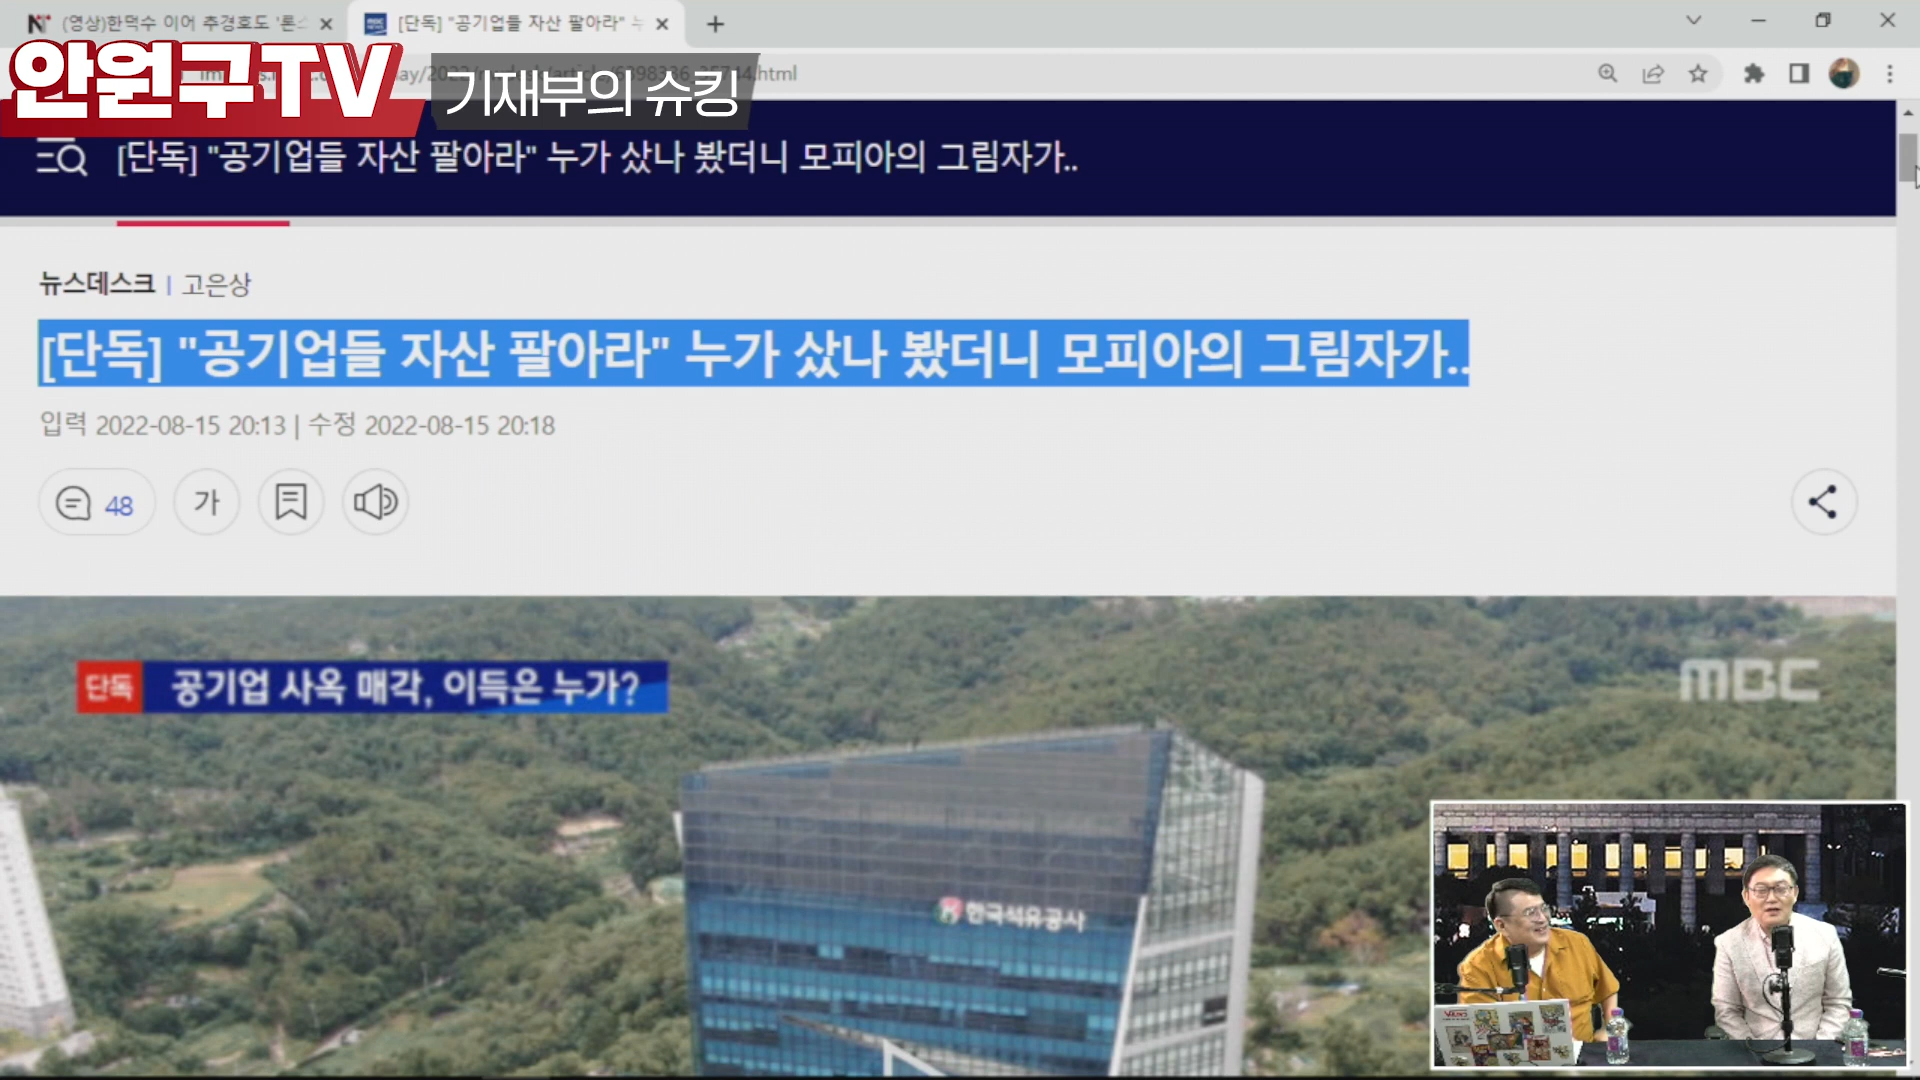 (영상)한덕수 이어 추경호도 '론스
[단독] "공기업들 자산 팔아라" 누
안원구TV
기재부의 슈킹
[단독] "공기업들 자산 팔아라" 누가 샀나 봤더니 모피아의 그림자가..
뉴스데스크 | 고은상
[단독] "공기업들 자산 팔아라" 누가 샀나 봤더니 모피아의 그림자가..
입력 2022-08-15 20:13 | 수정 2022-08-15 20:18
48
가
단독 공기업 사옥 매각, 이득은 누가?
MBC
한국석유공사